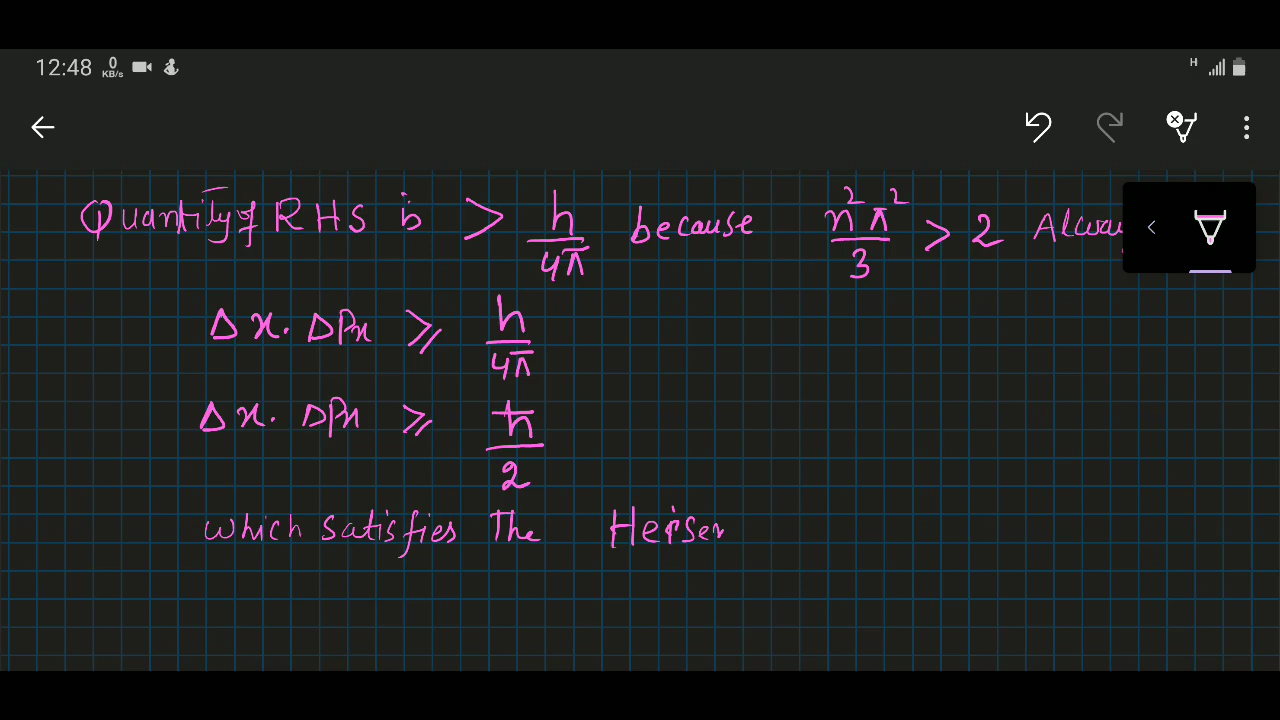 12:48 0 KB/s H
Quantity of RHS is > h/4π because n²π²/3 > 2 Alway
Δx. ΔPx ⩾ h/4π
Δx. ΔPx ⩾ ħ/2
which satisfies The Heisen